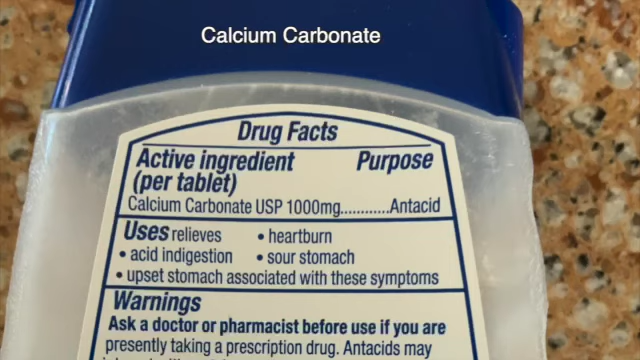 Calcium Carbonate
Drug Facts
Active ingredient Purpose
(per tablet)
Calcium Carbonate USP 1000mg............Antacid
Uses relieves • heartburn
• acid indigestion • sour stomach
• upset stomach associated with these symptoms
Warnings
Ask a doctor or pharmacist before use if you are
presently taking a prescription drug. Antacids may